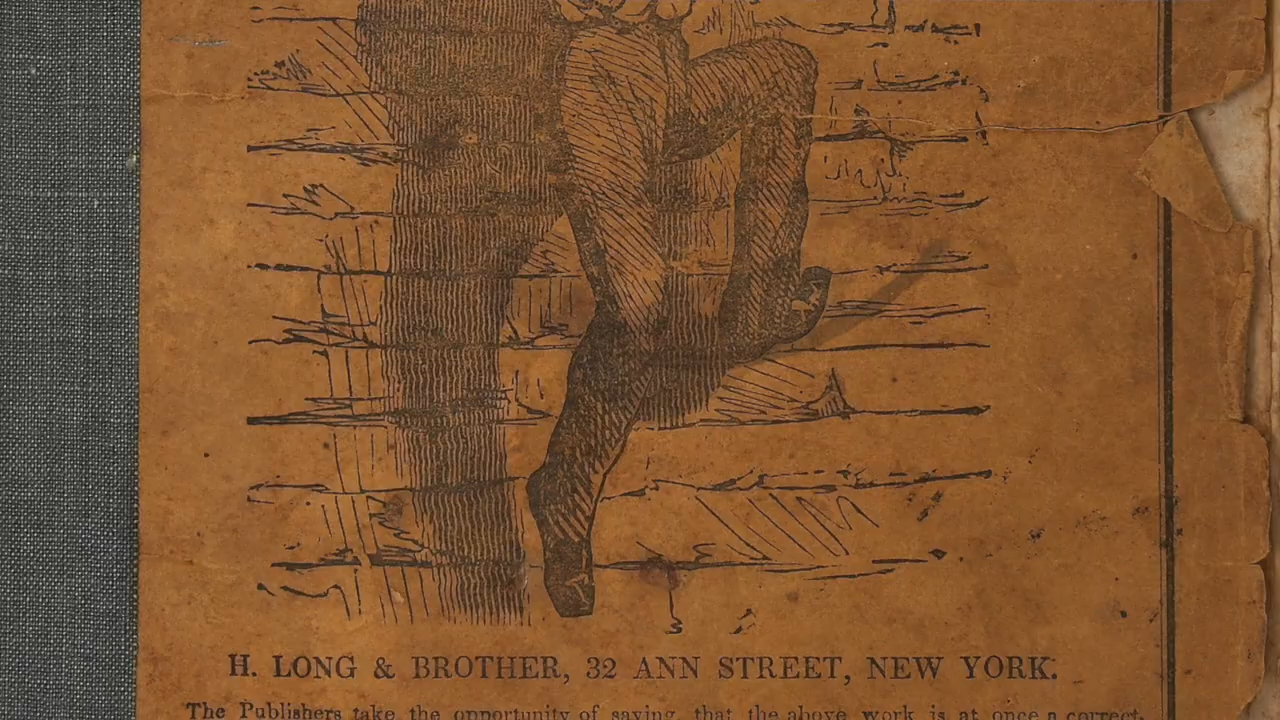 H. LONG & BROTHER, 32 ANN STREET, NEW YORK.
The Publishers take the opportunity of saying, that the above work is at once a correct,